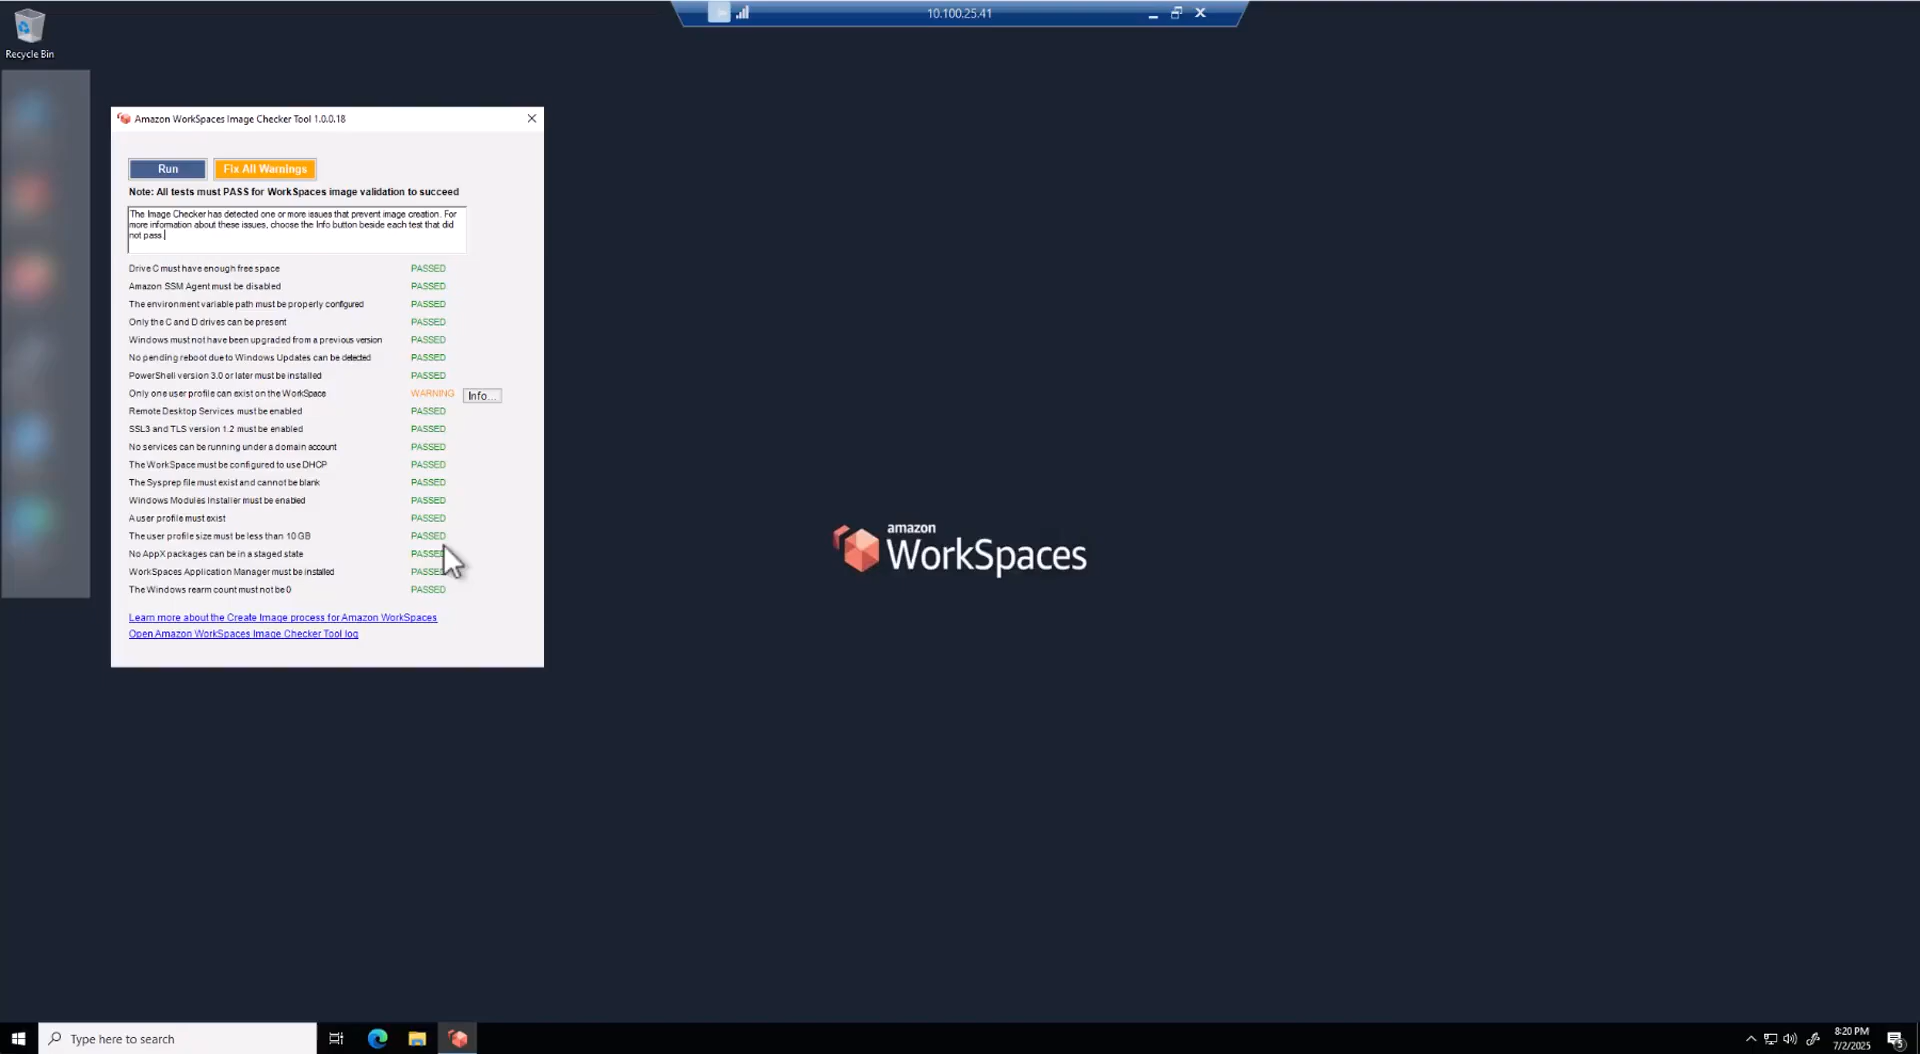 10.100.25.41
Recycle Bin
Amazon WorkSpaces Image Checker Tool 1.0.0.18
Run
Fix All Warnings
Note: All tests must PASS for WorkSpaces image validation to succeed
The Image Checker has detected one or more issues that prevent image creation. For
more information about these issues, choose the Info button beside each test that did
not pass.
Drive C must have enough free space PASSED
Amazon SSM Agent must be disabled PASSED
The environment variable path must be properly configured PASSED
Only the C and D drives can be present PASSED
Windows must not have been upgraded from a previous version PASSED
No pending reboot due to Windows Updates can be detected PASSED
PowerShell version 3.0 or later must be installed PASSED
Only one user profile can exist on the WorkSpace WARNING Info...
Remote Desktop Services must be enabled PASSED
SSL3 and TLS version 1.2 must be enabled PASSED
No services can be running under a domain account PASSED
The WorkSpace must be configured to use DHCP PASSED
The Sysprep file must exist and cannot be blank PASSED
Windows Modules Installer must be enabled PASSED
A user profile must exist PASSED
The user profile size must be less than 10 GB PASSED
No AppX packages can be in a staged state PASSED
WorkSpaces Application Manager must be installed PASSED
The Windows rearm count must not be 0 PASSED
Learn more about the Create Image process for Amazon WorkSpaces
Open Amazon WorkSpaces Image Checker Tool log
amazon
WorkSpaces
Type here to search
8:20 PM
7/2/2025
5